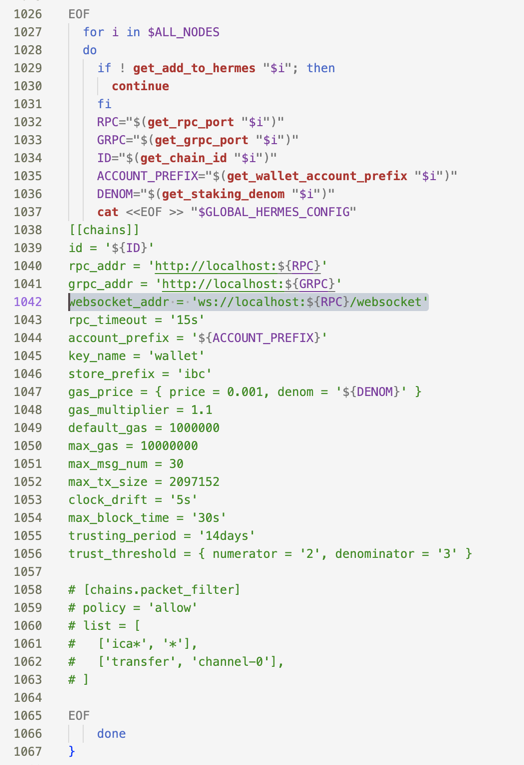 1026 EOF
1027   for i in $ALL_NODES
1028   do
1029     if ! get_add_to_hermes "$i"; then
1030       continue
1031     fi
1032     RPC="$(get_rpc_port "$i")"
1033     GRPC="$(get_grpc_port "$i")"
1034     ID="$(get_chain_id "$i")"
1035     ACCOUNT_PREFIX="$(get_wallet_account_prefix "$i")"
1036     DENOM="$(get_staking_denom "$i")"
1037     cat <<EOF >> "$GLOBAL_HERMES_CONFIG"
1038 [[chains]]
1039 id = '${ID}'
1040 rpc_addr = 'http://localhost:${RPC}'
1041 grpc_addr = 'http://localhost:${GRPC}'
1042 websocket_addr = 'ws://localhost:${RPC}/websocket'
1043 rpc_timeout = '15s'
1044 account_prefix = '${ACCOUNT_PREFIX}'
1045 key_name = 'wallet'
1046 store_prefix = 'ibc'
1047 gas_price = { price = 0.001, denom = '${DENOM}' }
1048 gas_multiplier = 1.1
1049 default_gas = 1000000
1050 max_gas = 10000000
1051 max_msg_num = 30
1052 max_tx_size = 2097152
1053 clock_drift = '5s'
1054 max_block_time = '30s'
1055 trusting_period = '14days'
1056 trust_threshold = { numerator = '2', denominator = '3' }
1057
1058 # [chains.packet_filter]
1059 # policy = 'allow'
1060 # list = [
1061 #   ['ica*', '*'],
1062 #   ['transfer', 'channel-0'],
1063 # ]
1064
1065 EOF
1066     done
1067 }